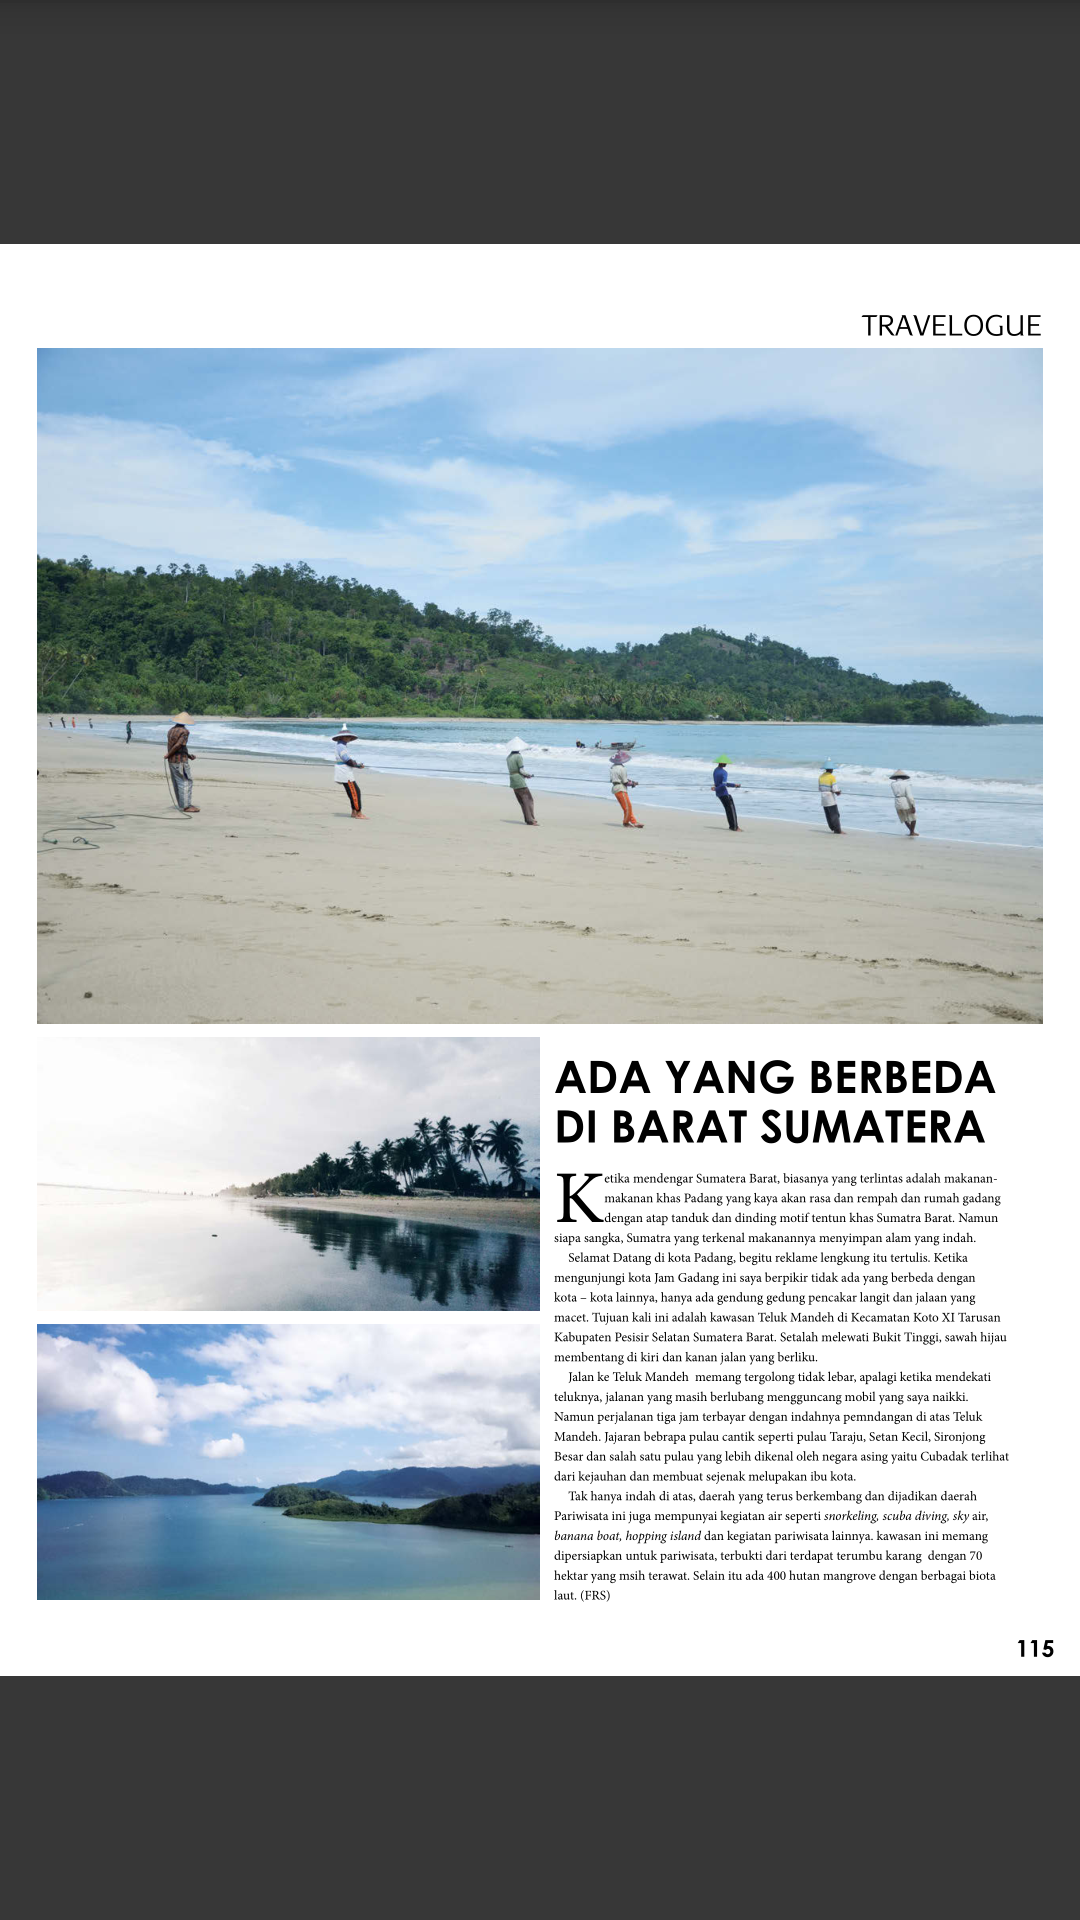 TRAVELOGUE
ADA YANG BERBEDA
DI BARAT SUMATERA
Ketika mendengar Sumatera Barat, biasanya yang terlintas adalah makanan-
makanan khas Padang yang kaya akan rasa dan rempah dan rumah gadang
dengan atap tanduk dan dinding motif tentun khas Sumatra Barat. Namun
siapa sangka, Sumatra yang terkenal makanannya menyimpan alam yang indah.
Selamat Datang di kota Padang, begitu reklame lengkung itu tertulis. Ketika
mengunjungi kota Jam Gadang ini saya berpikir tidak ada yang berbeda dengan
kota – kota lainnya, hanya ada gendung gedung pencakar langit dan jalaan yang
macet. Tujuan kali ini adalah kawasan Teluk Mandeh di Kecamatan Koto XI Tarusan
Kabupaten Pesisir Selatan Sumatera Barat. Setalah melewati Bukit Tinggi, sawah hijau
membentang di kiri dan kanan jalan yang berliku.
Jalan ke Teluk Mandeh  memang tergolong tidak lebar, apalagi ketika mendekati
teluknya, jalanan yang masih berlubang mengguncang mobil yang saya naikki.
Namun perjalanan tiga jam terbayar dengan indahnya pemndangan di atas Teluk
Mandeh. Jajaran bebrapa pulau cantik seperti pulau Taraju, Setan Kecil, Sironjong
Besar dan salah satu pulau yang lebih dikenal oleh negara asing yaitu Cubadak terlihat
dari kejauhan dan membuat sejenak melupakan ibu kota.
Tak hanya indah di atas, daerah yang terus berkembang dan dijadikan daerah
Pariwisata ini juga mempunyai kegiatan air seperti snorkeling, scuba diving, sky air,
banana boat, hopping island dan kegiatan pariwisata lainnya. kawasan ini memang
dipersiapkan untuk pariwisata, terbukti dari terdapat terumbu karang  dengan 70
hektar yang msih terawat. Selain itu ada 400 hutan mangrove dengan berbagai biota
laut. (FRS)
115